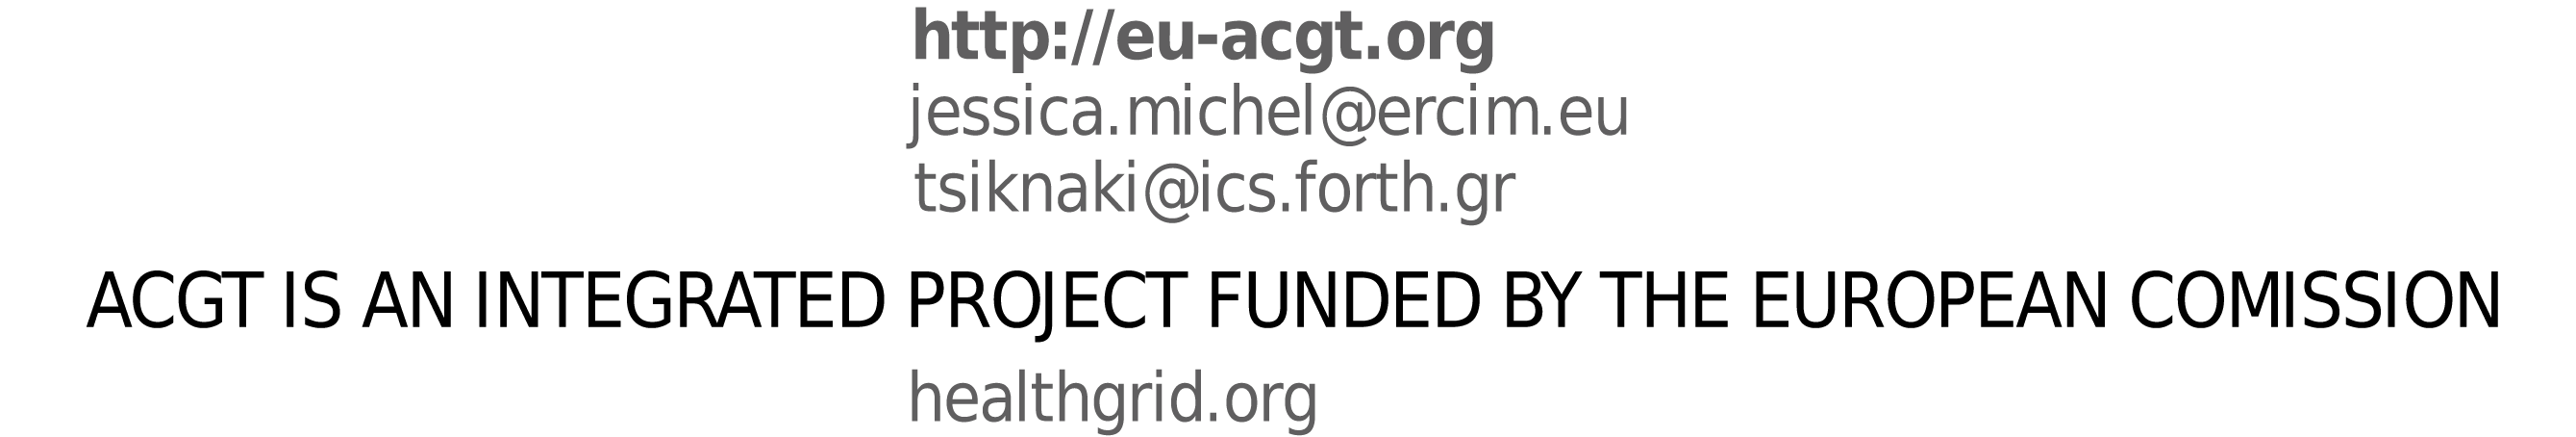 http://eu-acgt.org
jessica.michel@ercim.eu
tsiknaki@ics.forth.gr
ACGT IS AN INTEGRATED PROJECT FUNDED BY THE EUROPEAN COMISSION
healthgrid.org